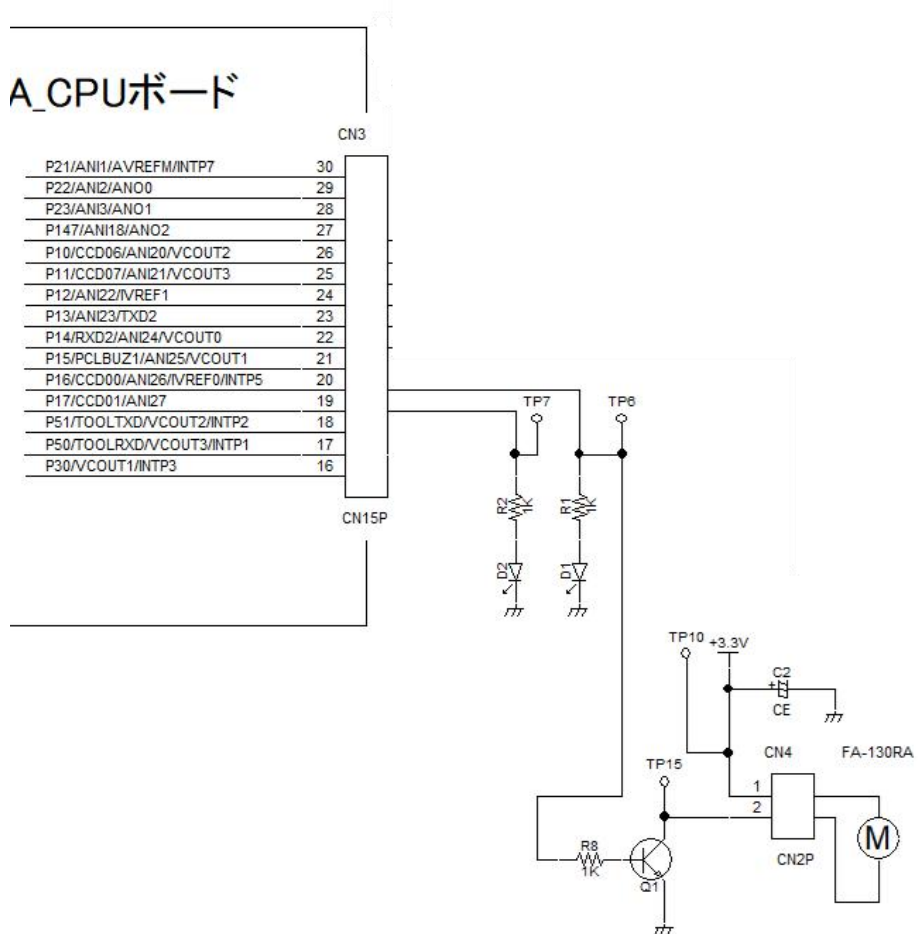 A_CPUボード
CN3
P21/ANI1/AVREFM/INTP7 30
P22/ANI2/ANO0 29
P23/ANI3/ANO1 28
P147/ANI18/ANO2 27
P10/CCD06/ANI20/VCOUT2 26
P11/CCD07/ANI21/VCOUT3 25
P12/ANI22/IVREF1 24
P13/ANI23/TXD2 23
P14/RXD2/ANI24/VCOUT0 22
P15/PCLBUZ1/ANI25/VCOUT1 21
P16/CCD00/ANI26/IVREF0/INTP5 20
P17/CCD01/ANI27 19
P51/TOOLTXD/VCOUT2/INTP2 18
P50/TOOLRXD/VCOUT3/INTP1 17
P30/VCOUT1/INTP3 16
CN15P
TP7
TP6
R2
1K
R1
1K
D2
D1
TP10
+3.3V
C2
+
CE
CN4
FA-130RA
TP15
1
2
M
CN2P
R8
1K
Q1